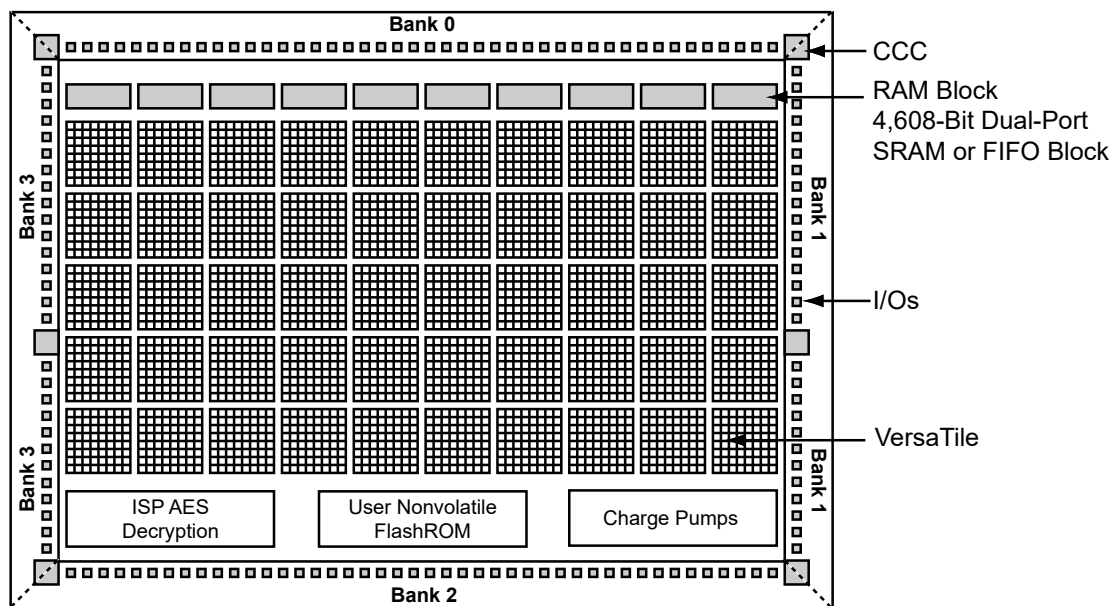 Bank 0
CCC
RAM Block
4,608-Bit Dual-Port
SRAM or FIFO Block
Bank 3
Bank 1
I/Os
VersaTile
Bank 3
Bank 1
ISP AES
Decryption
User Nonvolatile
FlashROM
Charge Pumps
Bank 2